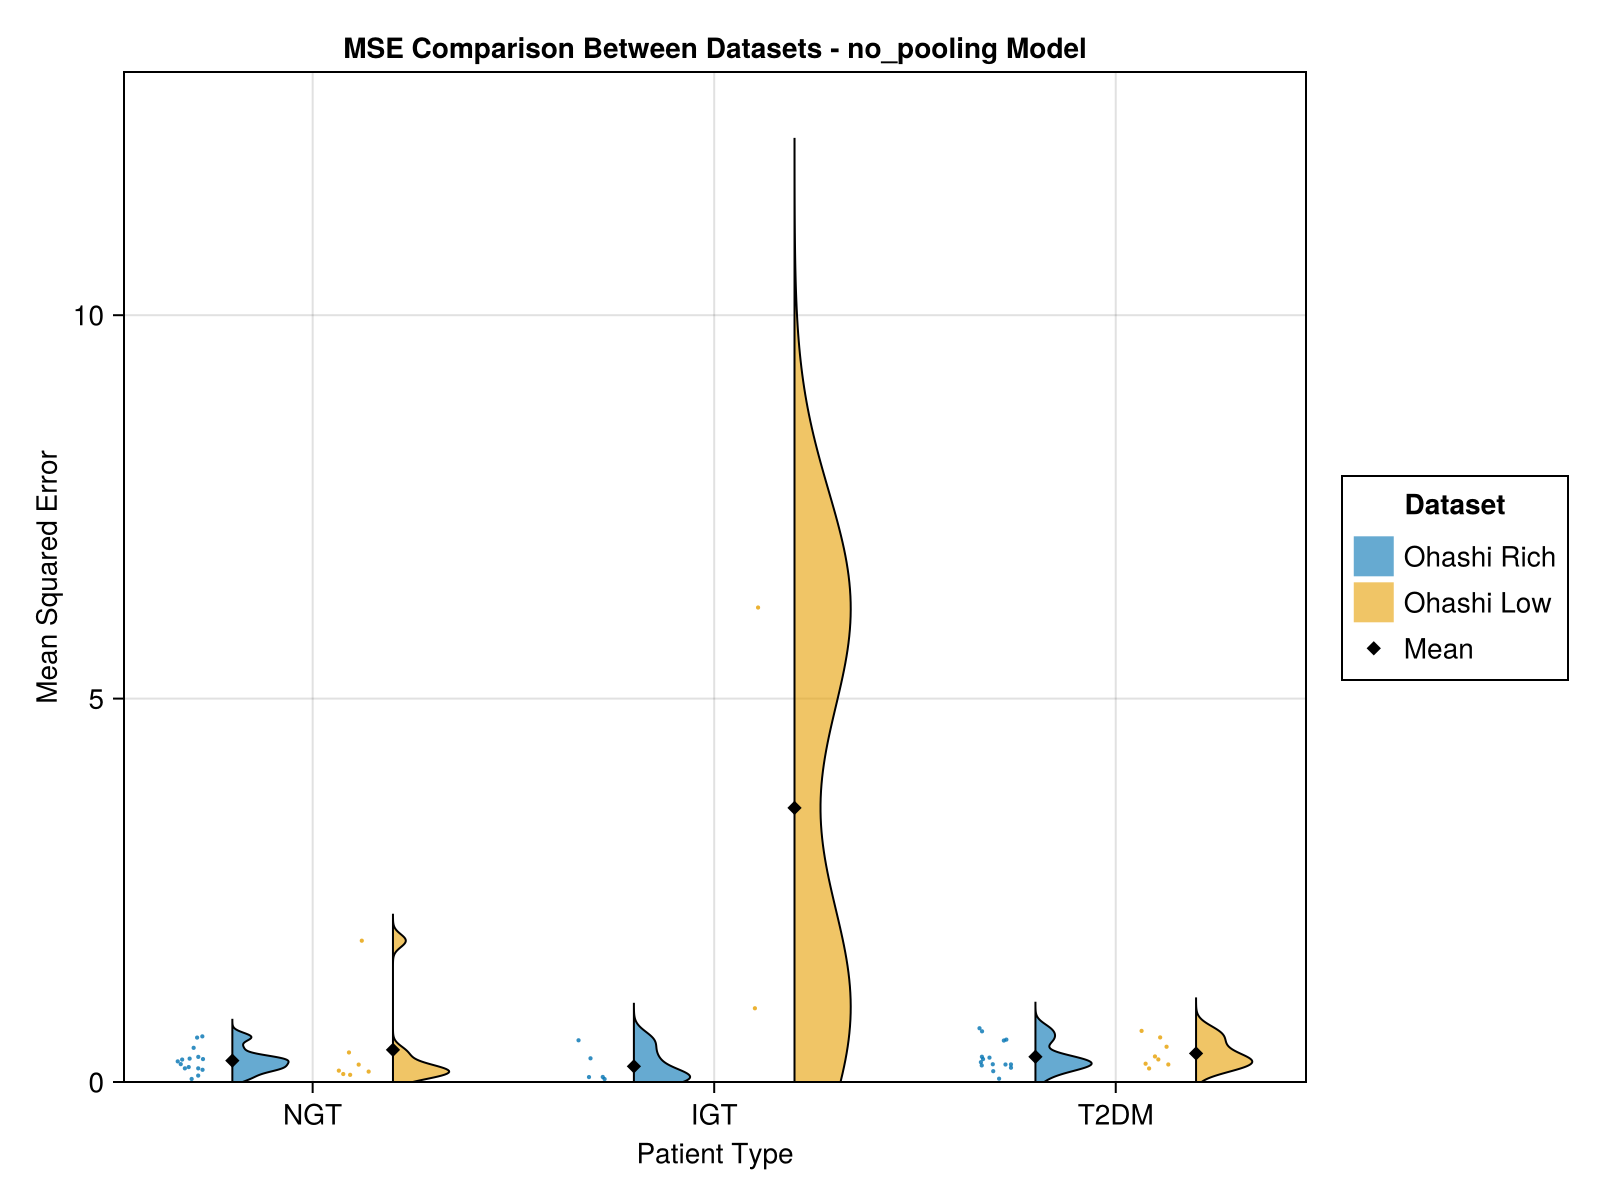 MSE Comparison Between Datasets - no_pooling Model
Mean Squared Error
10
5
0
NGT
IGT
T2DM
Patient Type
Dataset
Ohashi Rich
Ohashi Low
Mean